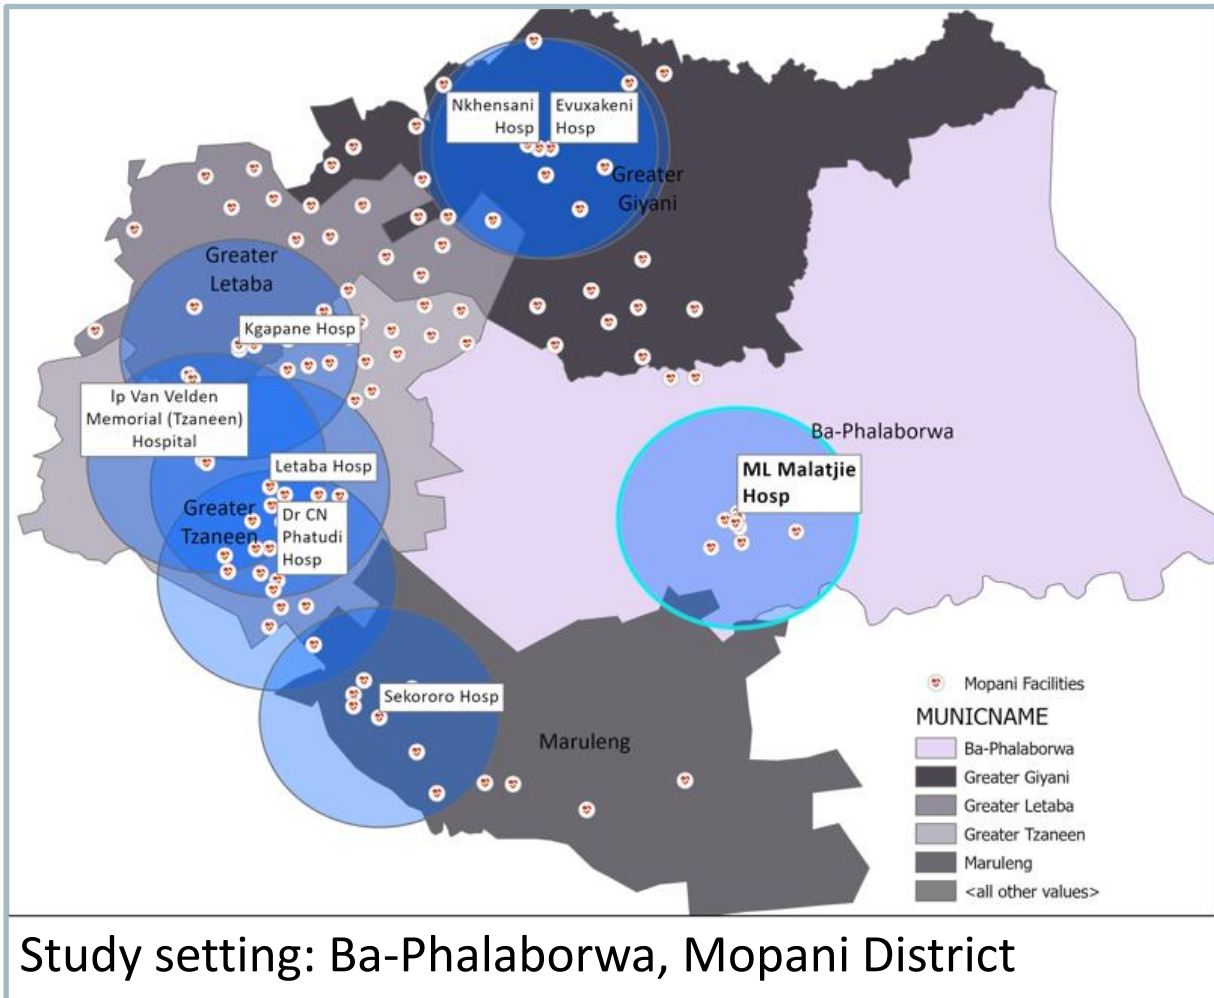 Nkhensani
Hosp
Evuxakeni
Hosp
Greater
Giyani
Greater
Letaba
Kgapane Hosp
Ip Van Velden
Memorial (Tzaneen)
Hospital
Ba-Phalaborwa
Letaba Hosp
ML Malatjie
Hosp
Greater
Tzaneen
Dr CN
Phatudi
Hosp
Sekororo Hosp
Maruleng
Mopani Facilities
MUNICNAME
Ba-Phalaborwa
Greater Giyani
Greater Letaba
Greater Tzaneen
Maruleng
<all other values>
Study setting: Ba-Phalaborwa, Mopani District